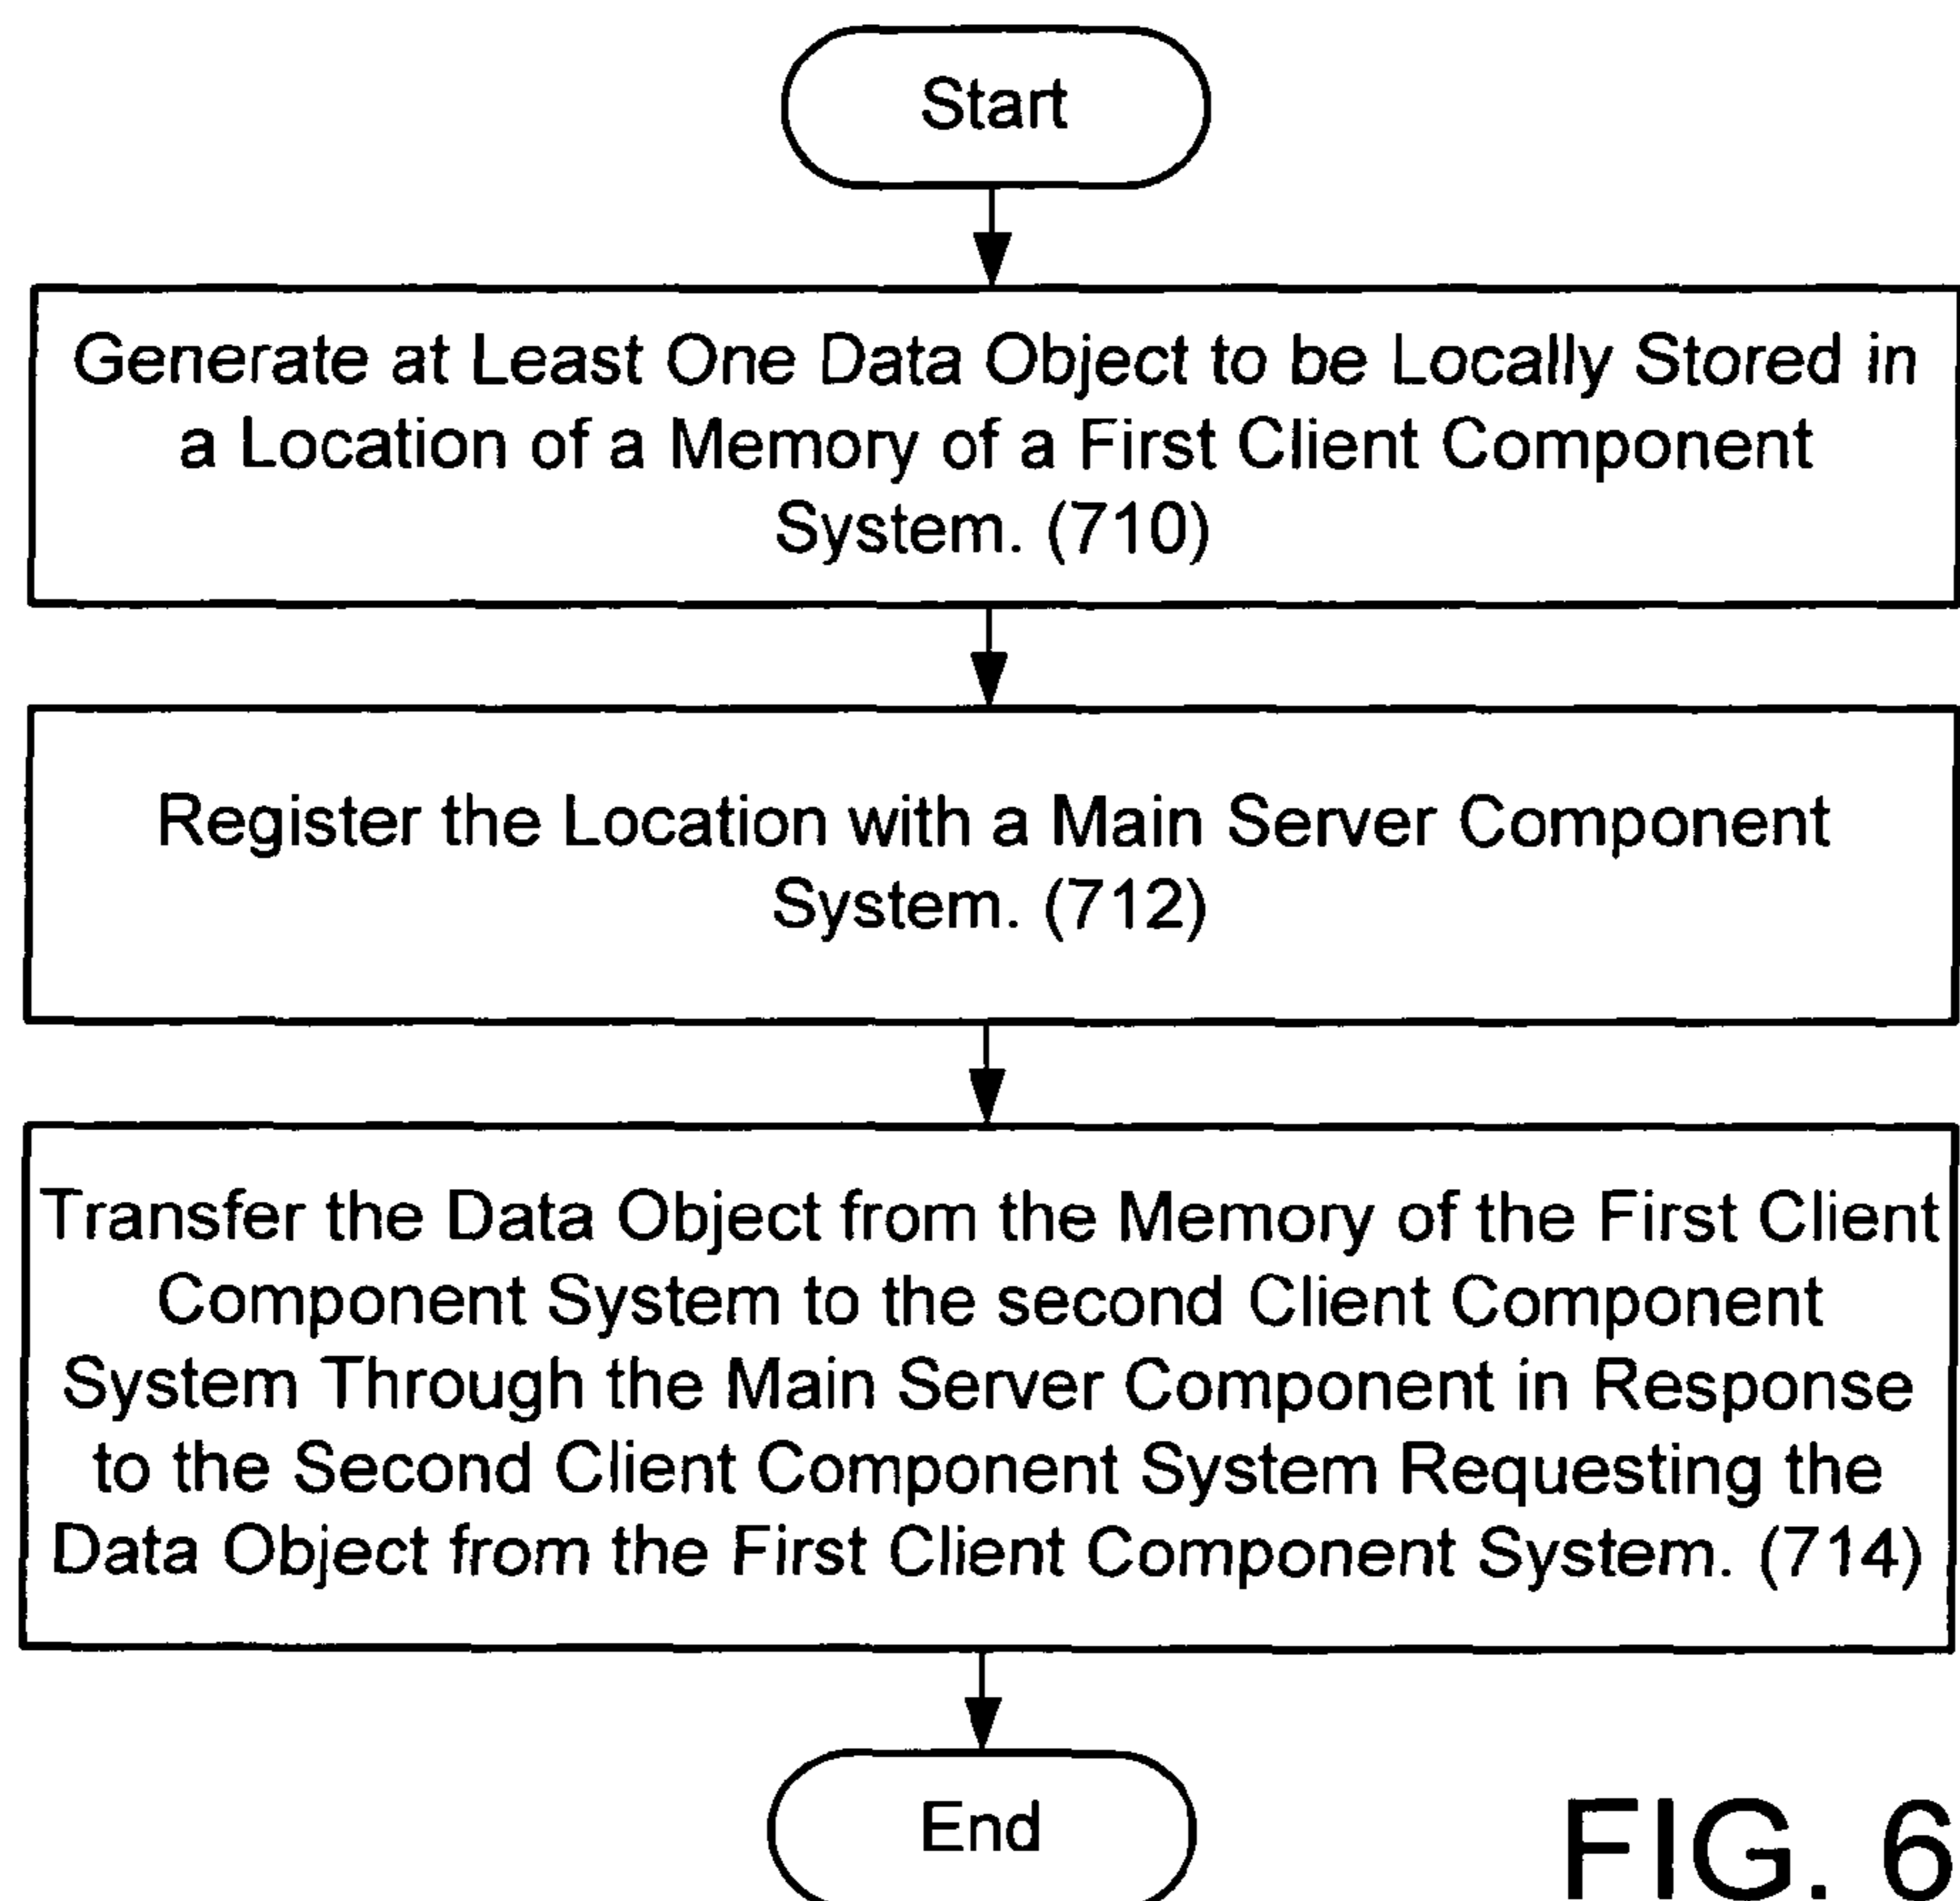 Start
Generate at Least One Data Object to be Locally Stored in
a Location of a Memory of a First Client Component
System. (710)
Register the Location with a Main Server Component
System. (712)
Transfer the Data Object from the Memory of the First Client
Component System to the second Client Component
System Through the Main Server Component in Response
to the Second Client Component System Requesting the
Data Object from the First Client Component System. (714)
End
FIG. 6